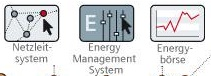 E
Netzleit-
system
Energy
Management
System
Energy-
börse